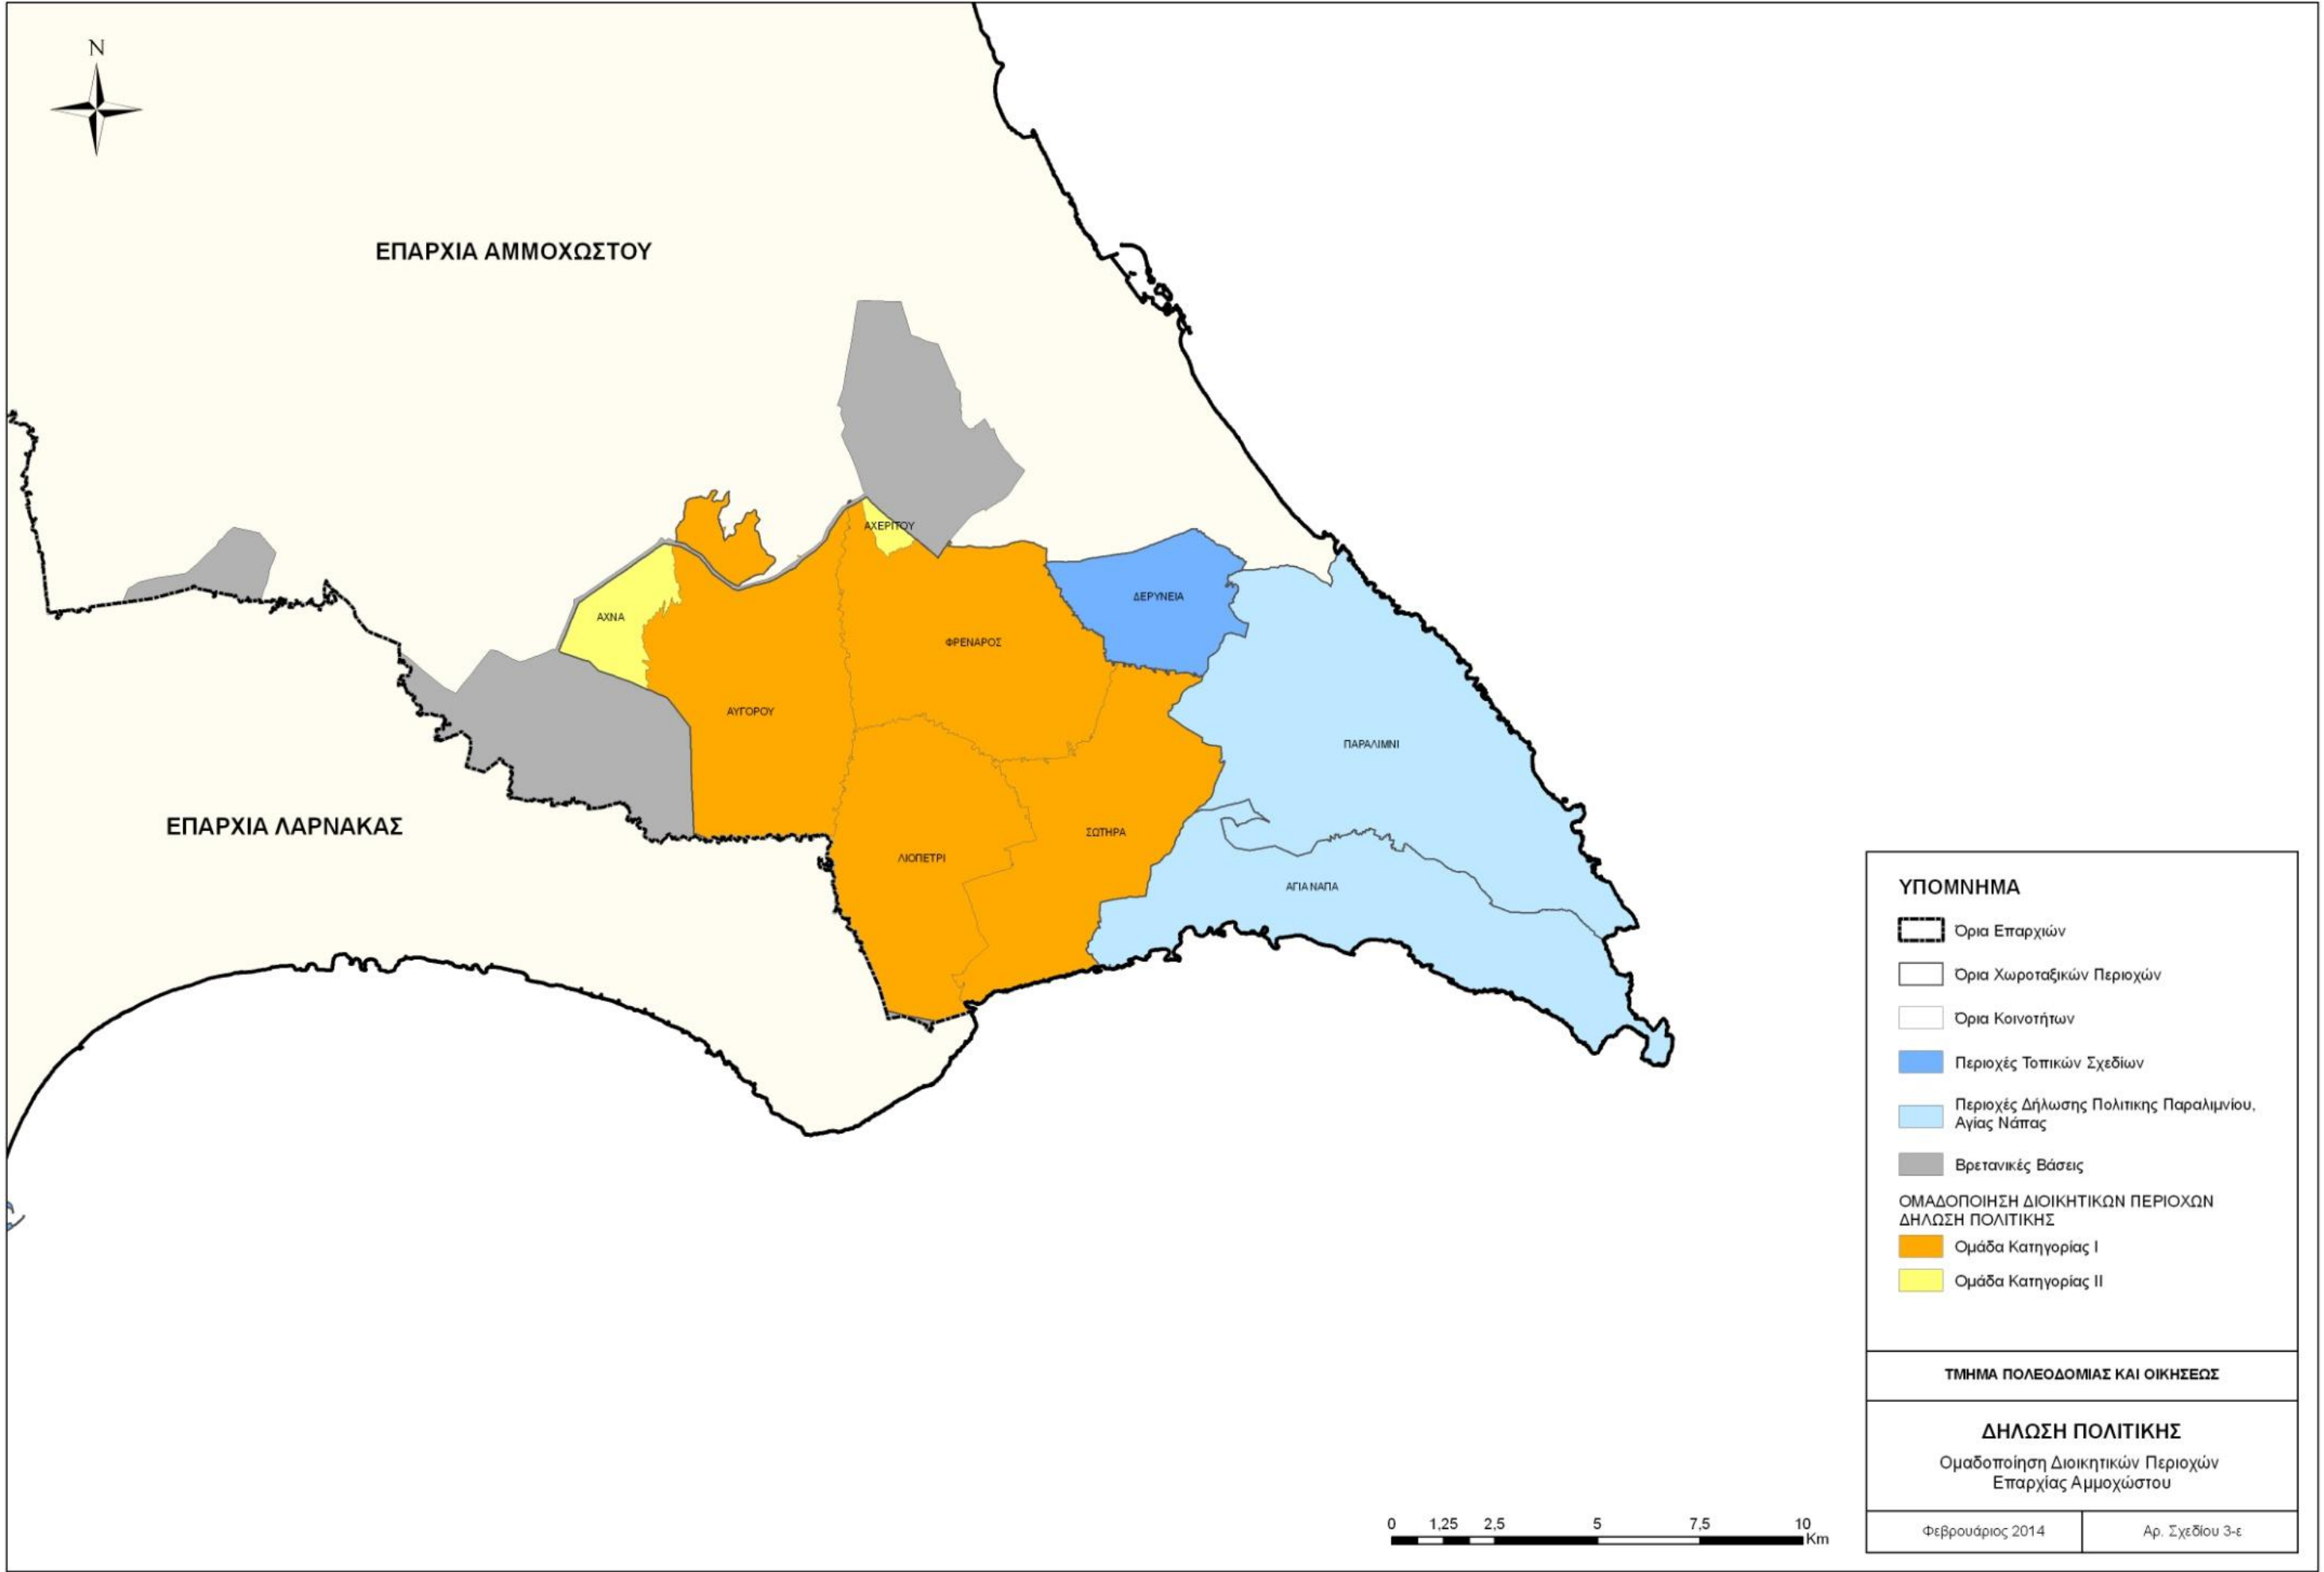 N
ΕΠΑΡΧΙΑ ΑΜΜΟΧΩΣΤΟΥ
ΑΧΕΡΙΤΟΥ
ΔΕΡΥΝΕΙΑ
ΑΧΝΑ
ΦΡΕΝΑΡΟΣ
ΑΥΓΟΡΟΥ
ΠΑΡΑΛΙΜΝΙ
ΕΠΑΡΧΙΑ ΛΑΡΝΑΚΑΣ
ΣΩΤΗΡΑ
ΛΙΟΠΕΤΡΙ
ΑΓΙΑ ΝΑΠΑ
ΥΠΟΜΝΗΜΑ
Όρια Επαρχιών
Όρια Χωροταξικών Περιοχών
Όρια Κοινοτήτων
Περιοχές Τοπικών Σχεδίων
Περιοχές Δήλωσης Πολιτικης Παραλιμνίου,
Αγίας Νάπας
Βρετανικές Βάσεις
ΟΜΑΔΟΠΟΙΗΣΗ ΔΙΟΙΚΗΤΙΚΩΝ ΠΕΡΙΟΧΩΝ
ΔΗΛΩΣΗ ΠΟΛΙΤΙΚΗΣ
Ομάδα Κατηγορίας Ι
Ομάδα Κατηγορίας ΙΙ
ΤΜΗΜΑ ΠΟΛΕΟΔΟΜΙΑΣ ΚΑΙ ΟΙΚΗΣΕΩΣ
ΔΗΛΩΣΗ ΠΟΛΙΤΙΚΗΣ
Ομαδοποίηση Διοικητικών Περιοχών
Επαρχίας Αμμοχώστου
Φεβρουάριος 2014
Αρ. Σχεδίου 3-ε
0 1,25 2,5 5 7,5 10
Km